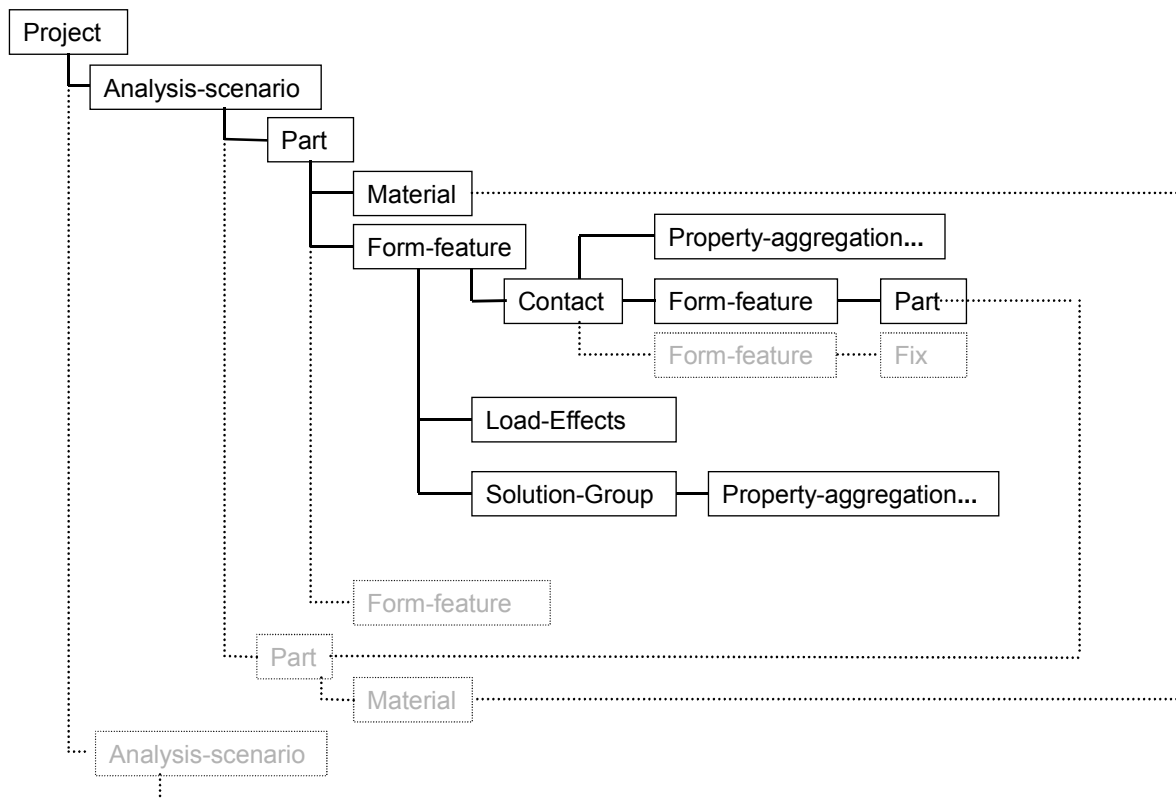 Project
Analysis-scenario
Part
Material
Form-feature
Property-aggregation...
Contact
Form-feature
Part
Form-feature
Fix
Load-Effects
Solution-Group
Property-aggregation...
Form-feature
Part
Material
Analysis-scenario